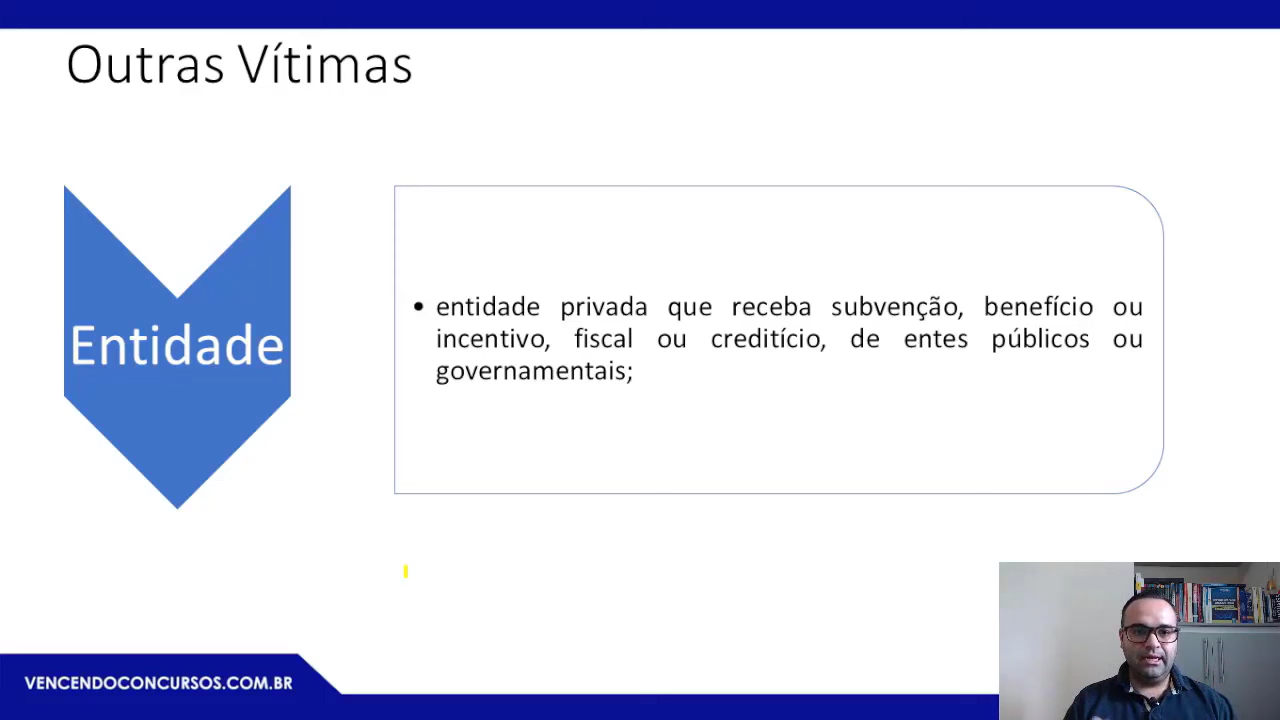 Outras Vítimas
Entidade
• entidade privada que receba subvenção, benefício ou
incentivo, fiscal ou creditício, de entes públicos ou
governamentais;
VENCENDOCONCURSOS.COM.BR